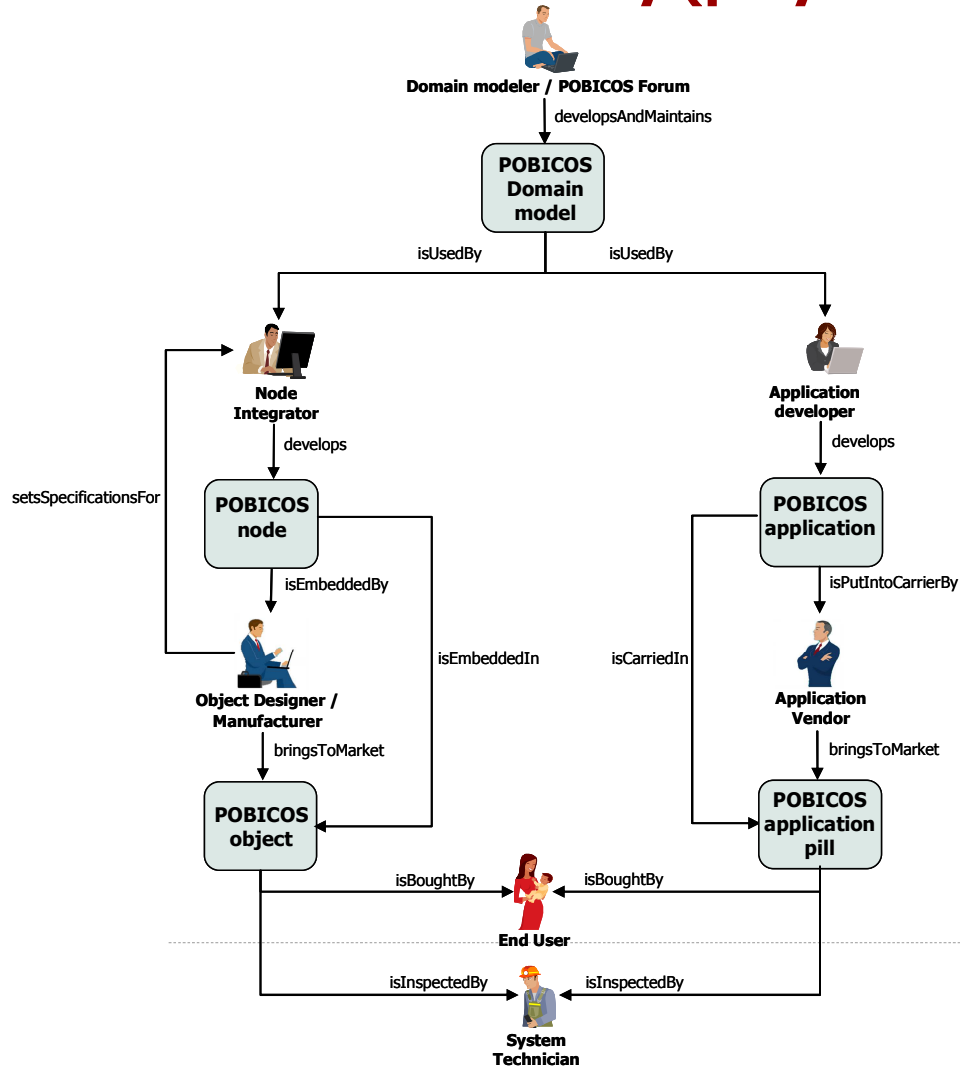 Domain modeler / POBICOS Forum
developsAndMaintains
POBICOS
Domain
model
isUsedBy
isUsedBy
Node
Integrator
Application
developer
develops
develops
setsSpecificationsFor
POBICOS
node
POBICOS
application
isEmbeddedBy
isPutIntoCarrierBy
isEmbeddedIn
isCarriedIn
Object Designer /
Manufacturer
Application
Vendor
bringsToMarket
bringsToMarket
POBICOS
object
POBICOS
application
pill
isBoughtBy
isBoughtBy
End User
isInspectedBy
isInspectedBy
System
Technician